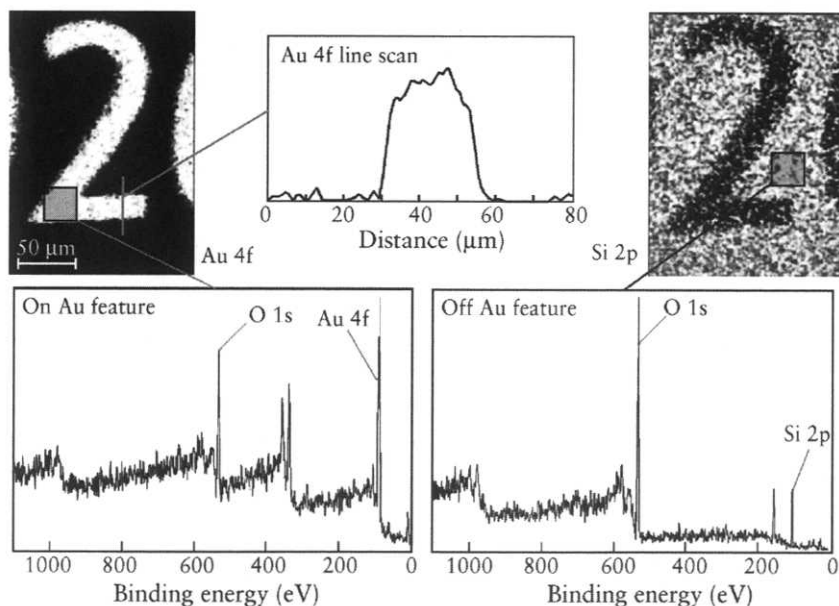 2
Au 4f line scan
0 20 40 60 80
Distance (μm)
50 μm
Au 4f
2
Si 2p
On Au feature
O 1s
Au 4f
1000 800 600 400 200 0
Binding energy (eV)
Off Au feature
O 1s
Si 2p
1000 800 600 400 200 0
Binding energy (eV)